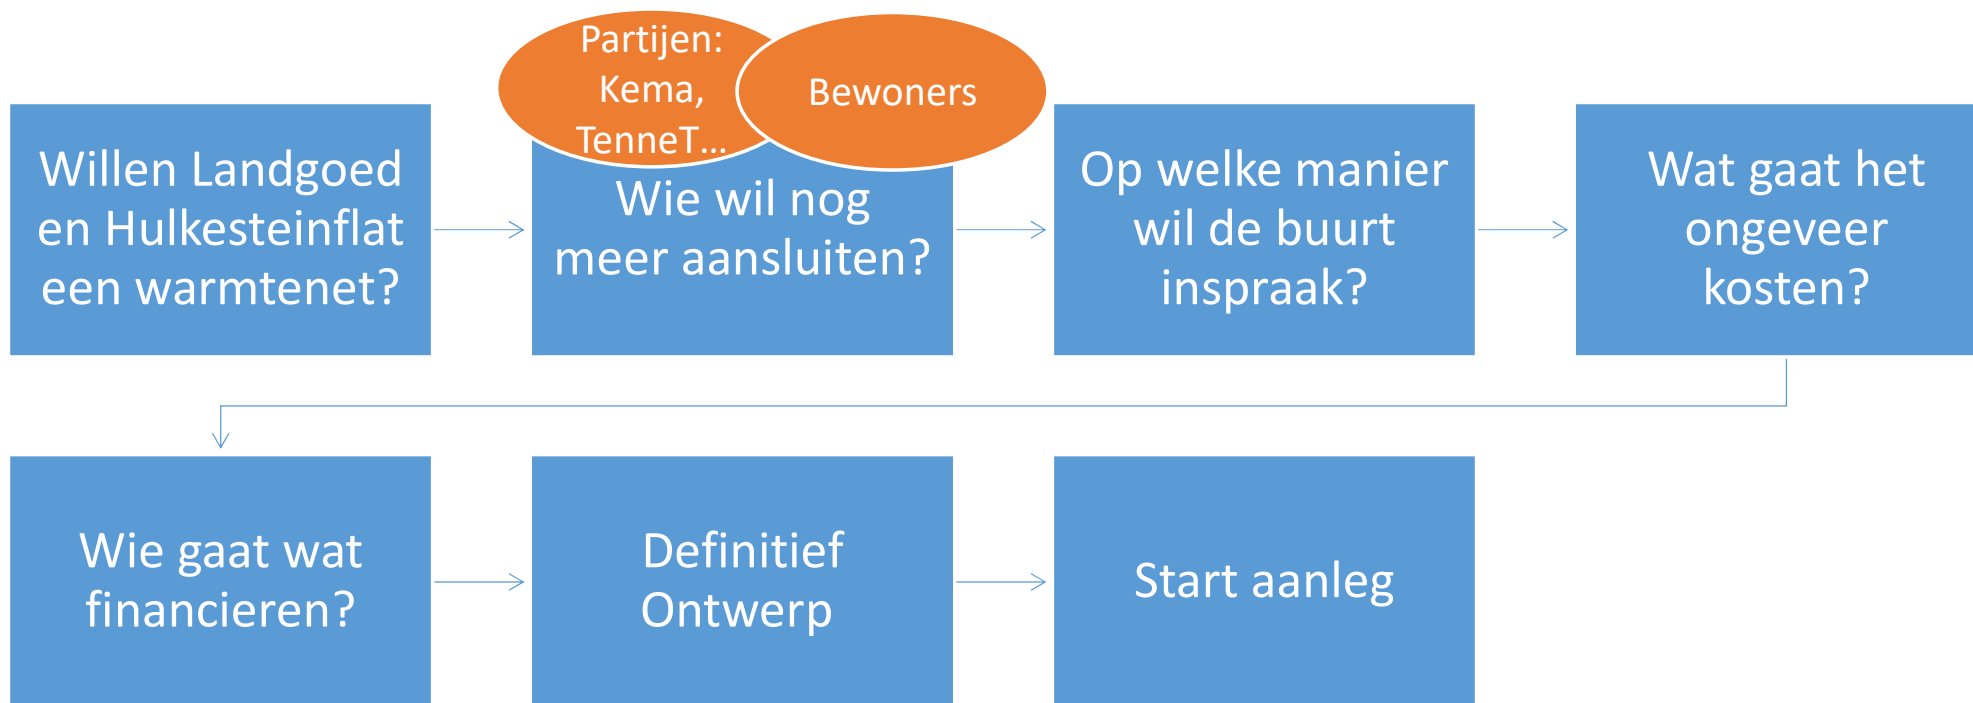 Partijen:
Kema,
TenneT...
Bewoners
Willen Landgoed
en Hulkesteinflat
een warmtenet?
Wie wil nog
meer aansluiten?
Op welke manier
wil de buurt
inspraak?
Wat gaat het
ongeveer
kosten?
Wie gaat wat
financieren?
Definitief
Ontwerp
Start aanleg